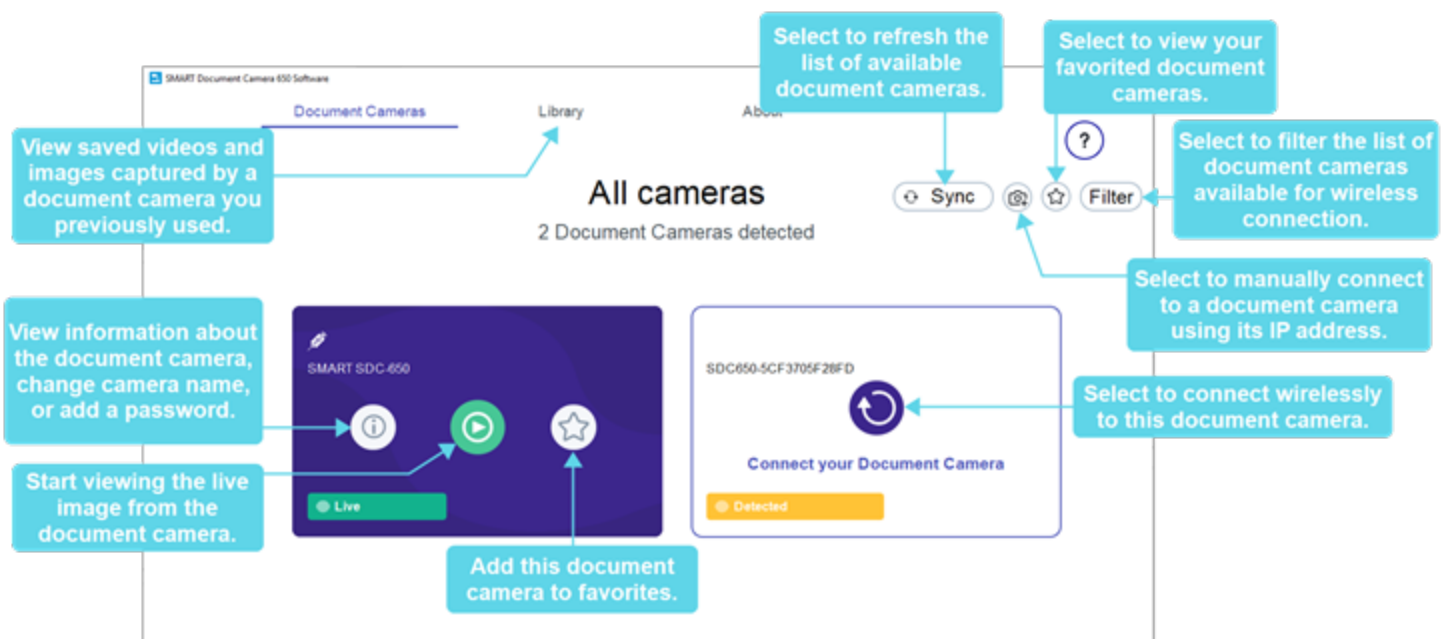 Select to refresh the
list of available
document cameras.
Select to view your
favorited document
cameras.
SMART Document Camera 650 Software
Document Cameras
Library
About
?
View saved videos and
images captured by a
document camera you
previously used.
Select to filter the list of
document cameras
available for wireless
connection.
All cameras
Sync
Filter
2 Document Cameras detected
Select to manually connect
to a document camera
using its IP address.
View information about
the document camera,
change camera name,
or add a password.
SMART SDC-650
SDC650-5CF3705F28FD
Select to connect wirelessly
to this document camera.
Connect your Document Camera
Start viewing the live
image from the
document camera.
Live
Detected
Add this document
camera to favorites.